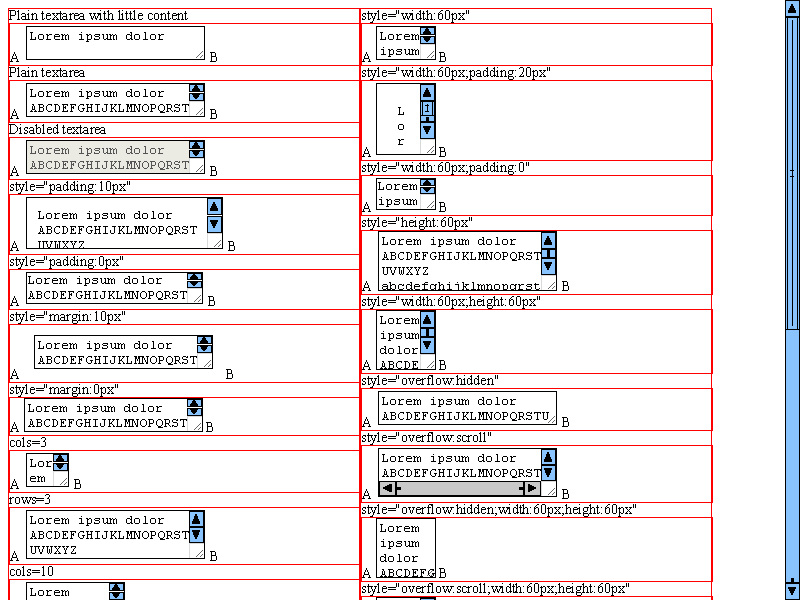 Plain textarea with little content
A Lorem ipsum dolor B
Plain textarea
Lorem ipsum dolor
A ABCDEFGHIJKLMNOPQRST B
Disabled textarea
Lorem ipsum dolor
A ABCDEFGHIJKLMNOPQRST B
style="padding:10px"
Lorem ipsum dolor
ABCDEFGHIJKLMNOPQRST
A UVWXYZ B
style="padding:0px"
Lorem ipsum dolor
A ABCDEFGHIJKLMNOPQRST B
style="margin:10px"
Lorem ipsum dolor
ABCDEFGHIJKLMNOPQRST
A B
style="margin:0px"
Lorem ipsum dolor
A ABCDEFGHIJKLMNOPQRST B
cols=3
Lor
A em B
rows=3
Lorem ipsum dolor
ABCDEFGHIJKLMNOPQRST
A UVWXYZ B
cols=10
Lorem
style="width:60px"
Lorem
A ipsum B
style="width:60px;padding:20px"
L
o
A r B
style="width:60px;padding:0"
Lorem
A ipsum B
style="height:60px"
Lorem ipsum dolor
ABCDEFGHIJKLMNOPQRST
UVWXYZ
A abcdefghijklmnopqrst B
style="width:60px;height:60px"
Lorem
ipsum
dolor
A ABCDE B
style="overflow:hidden"
Lorem ipsum dolor
A ABCDEFGHIJKLMNOPQRSTU B
style="overflow:scroll"
Lorem ipsum dolor
ABCDEFGHIJKLMNOPQRST
A B
style="overflow:hidden;width:60px;height:60px"
Lorem
ipsum
dolor
A ABCDEFG B
style="overflow:scroll;width:60px;height:60px"